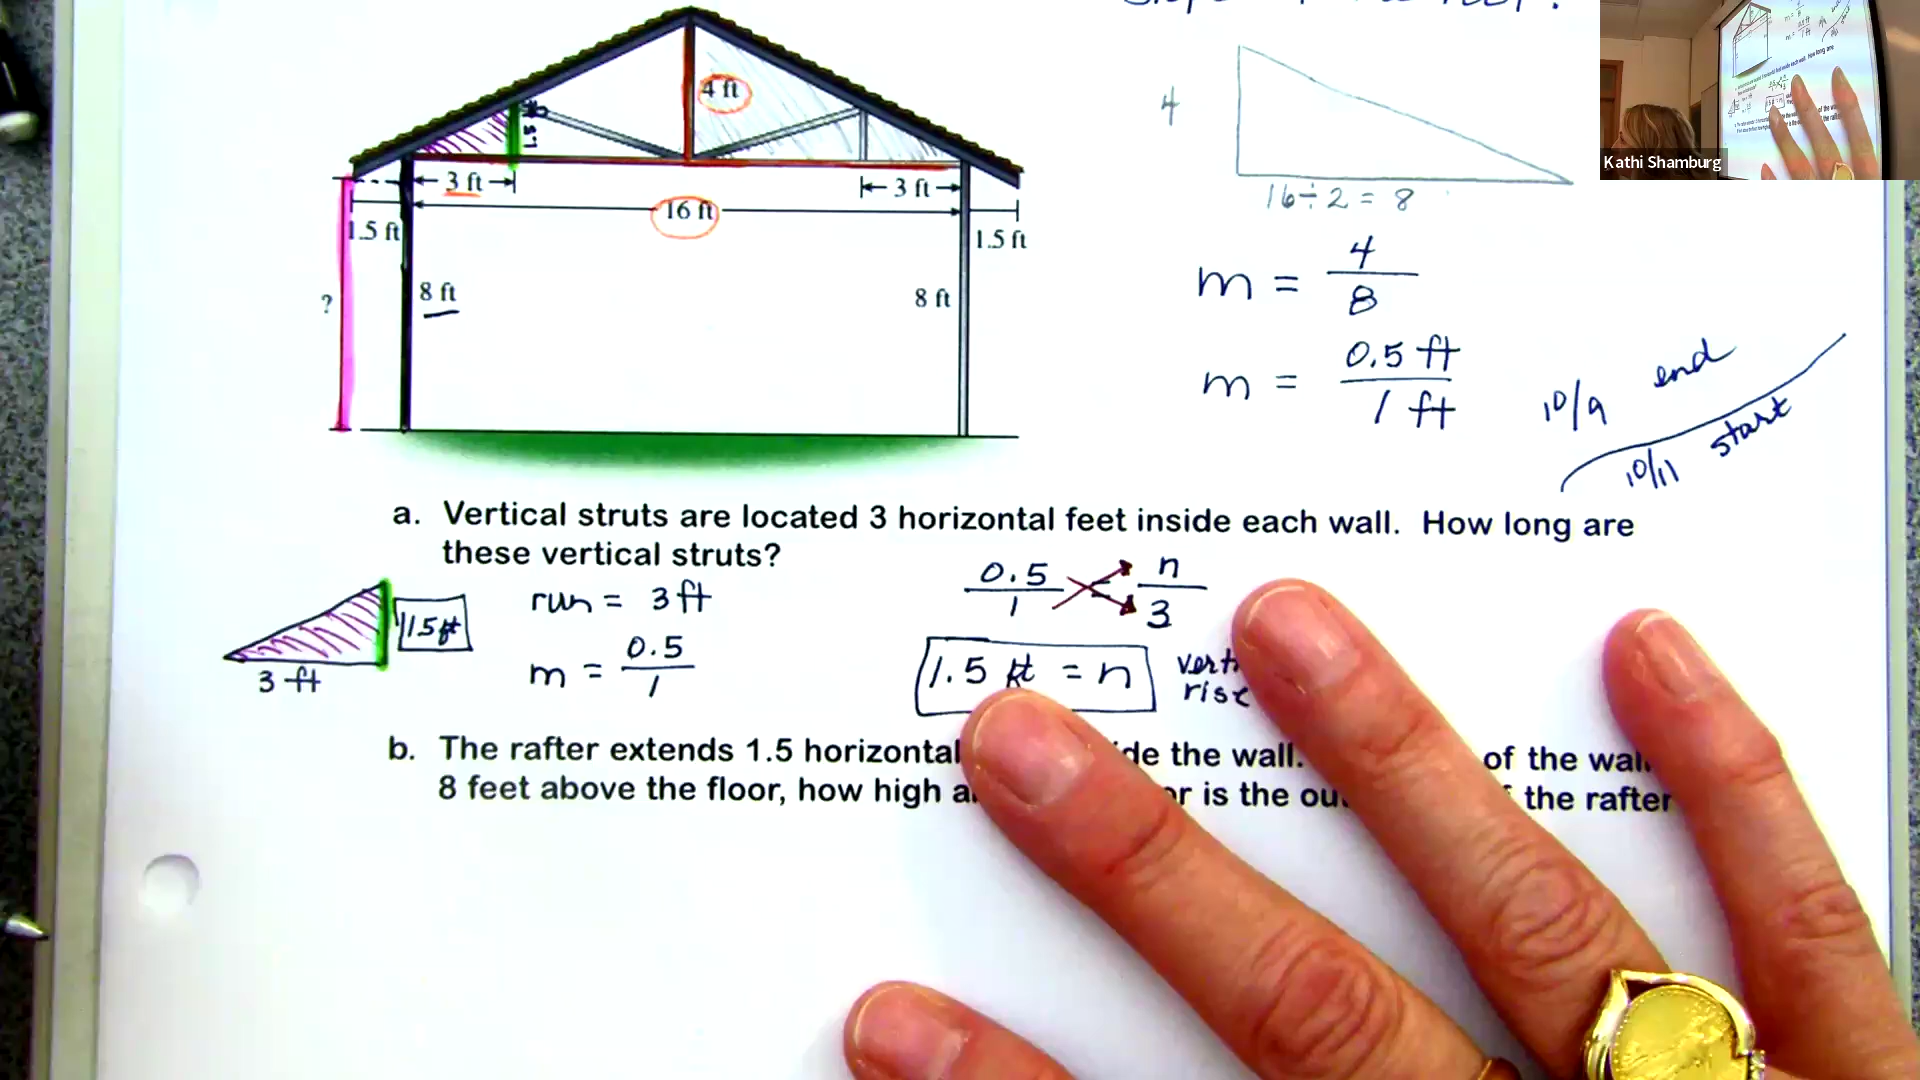 4 ft
1.5
3 ft
3 ft
16 ft
1.5 ft
1.5 ft
?
8 ft
8 ft
4
16 ÷ 2 = 8
m = 4/8
m = 0.5 ft/1 ft
10/9 end
10/11 start
a. Vertical struts are located 3 horizontal feet inside each wall. How long are
these vertical struts?
1.5 ft
3 ft
run = 3 ft
m = 0.5/1
0.5/1 = n/3
1.5 ft = n
rise
b. The rafter extends 1.5 horizontal the wall. of the wall
8 feet above the floor, how high is the the rafter
Kathi Shamburg